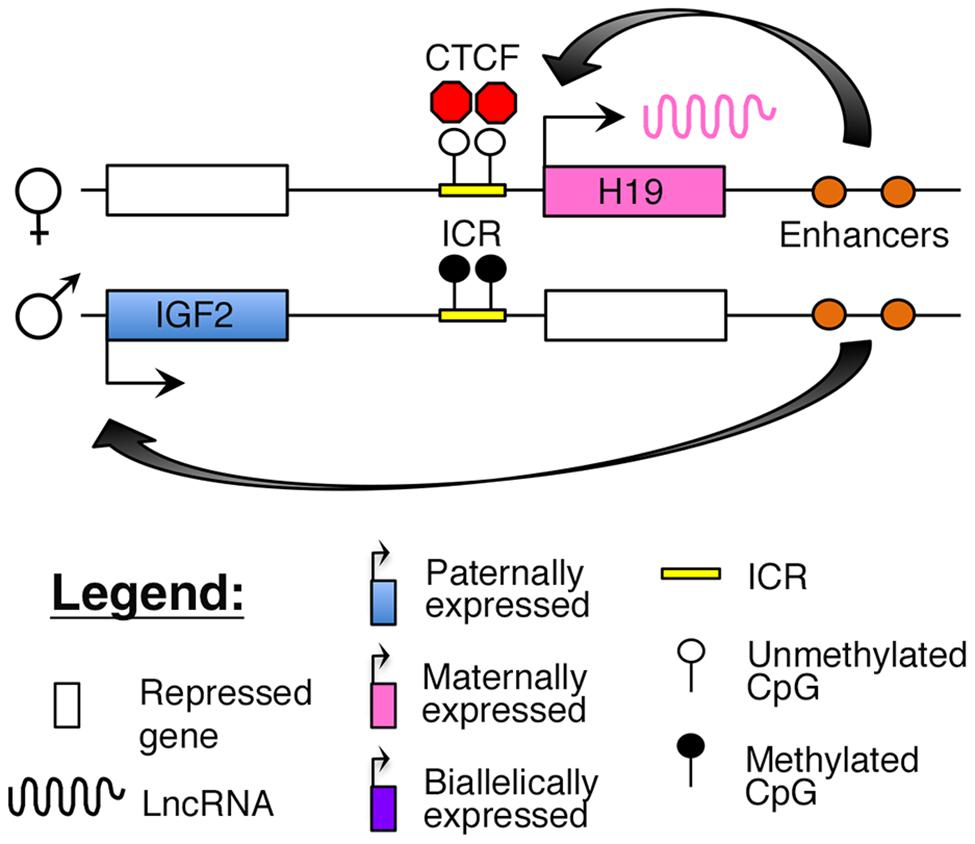 CTCF
H19
Enhancers
ICR
IGF2
Legend:
Repressed
gene
LncRNA
Paternally
expressed
Maternally
expressed
Biallelically
expressed
ICR
Unmethylated
CpG
Methylated
CpG